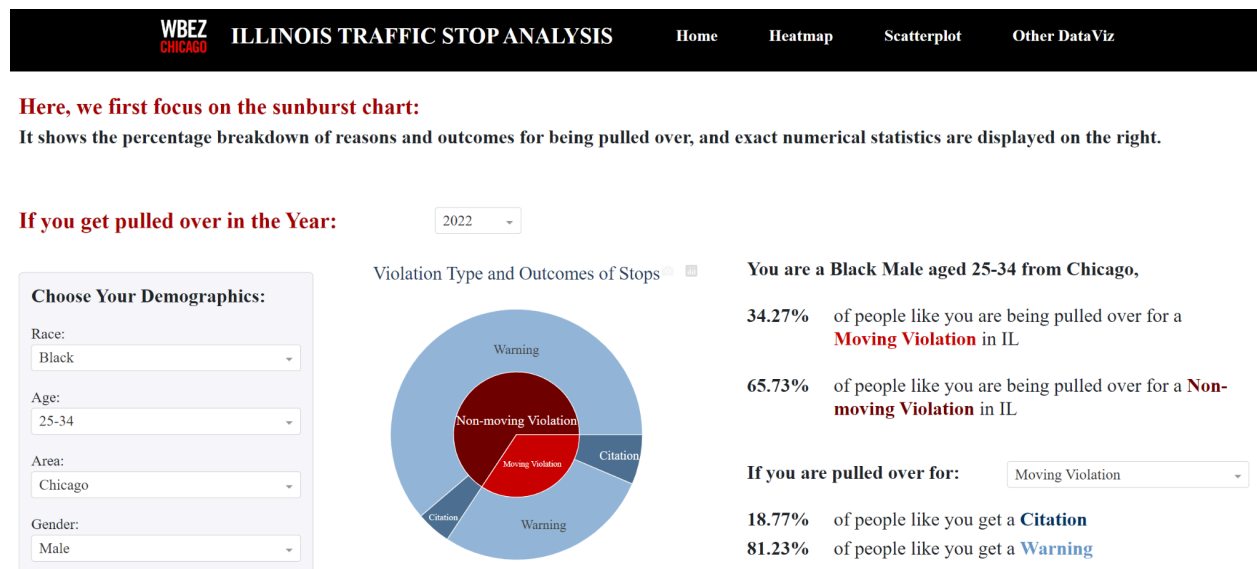 WBEZ
CHICAGO
ILLINOIS TRAFFIC STOP ANALYSIS
Home
Heatmap
Scatterplot
Other DataViz
Here, we first focus on the sunburst chart:
It shows the percentage breakdown of reasons and outcomes for being pulled over, and exact numerical statistics are displayed on the right.
If you get pulled over in the Year:
2022
Choose Your Demographics:
Race:
Black
Age:
25-34
Area:
Chicago
Gender:
Male
Violation Type and Outcomes of Stops
Warning
Non-moving Violation
Moving Violation
Citation
Citation
Warning
You are a Black Male aged 25-34 from Chicago,
34.27% of people like you are being pulled over for a
Moving Violation in IL
65.73% of people like you are being pulled over for a Non-
moving Violation in IL
If you are pulled over for:
Moving Violation
18.77% of people like you get a Citation
81.23% of people like you get a Warning